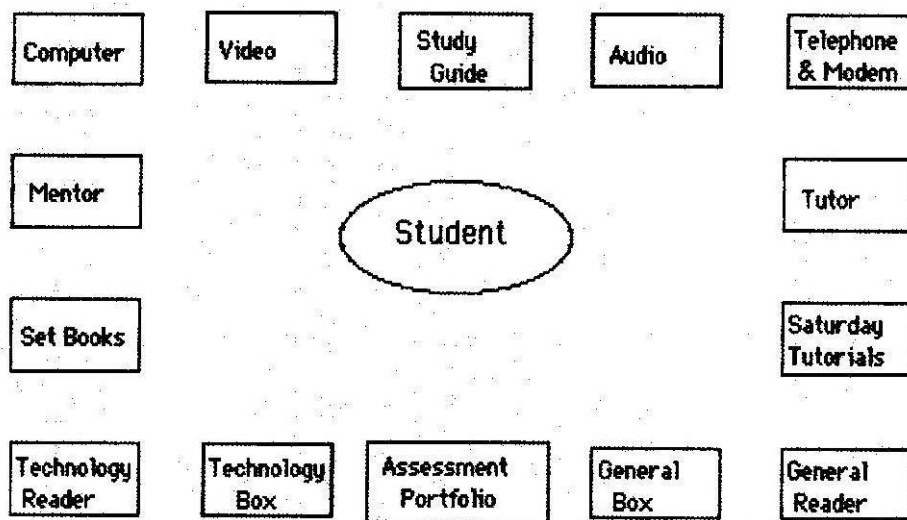 Computer
Video
Study
Guide
Audio
Telephone
& Modem
Mentor
Student
Tutor
Set Books
Saturday
Tutorials
Technology
Reader
Technology
Box
Assessment
Portfolio
General
Box
General
Reader